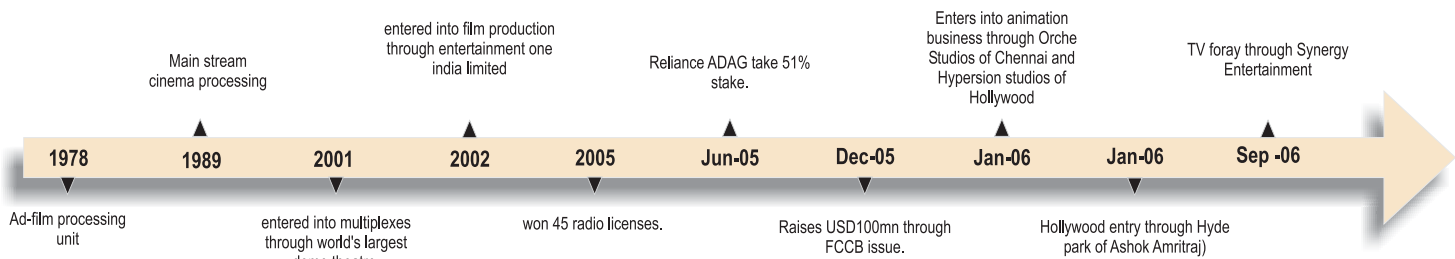 Enters into animation
business through Orche
Studios of Chennai and
Hypersion studios of
Hollywood
entered into film production
through entertainment one
india limited
TV foray through Synergy
Entertainment
Main stream
cinema processing
Reliance ADAG take 51%
stake.
1978
1989
2001
2002
2005
Jun-05
Dec-05
Jan-06
Jan-06
Sep -06
Ad-film processing
unit
entered into multiplexes
through world's largest
won 45 radio licenses.
Raises USD100mn through
FCCB issue.
Hollywood entry through Hyde
park of Ashok Amritraj)